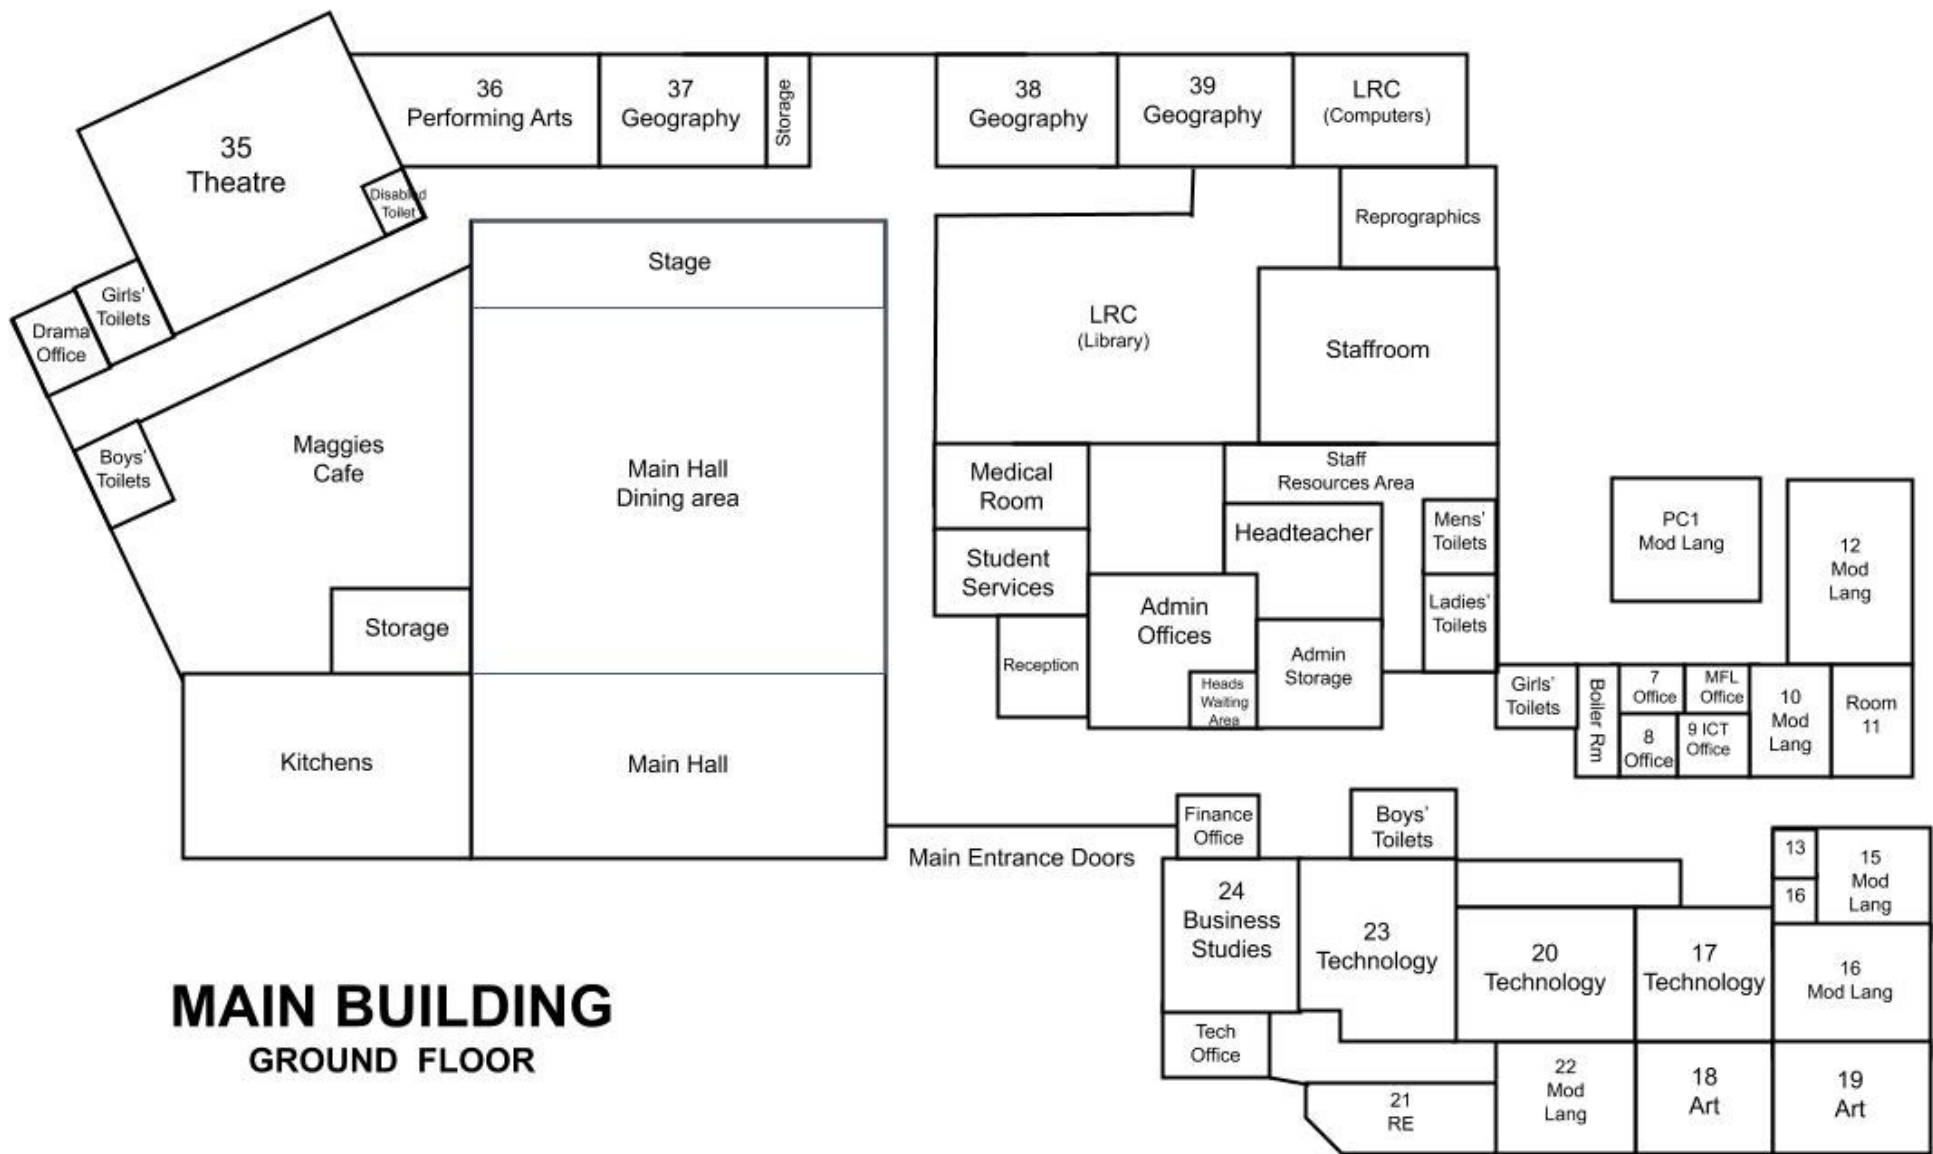 36
Performing Arts
37
Geography
Storage
38
Geography
39
Geography
LRC
(Computers)
35
Theatre
Disabled
Toilet
Reprographics
Stage
Girls'
Toilets
Drama
Office
LRC
(Library)
Staffroom
Maggies
Cafe
Boys'
Toilets
Main Hall
Dining area
Medical
Room
Staff
Resources Area
Headteacher
Mens'
Toilets
PC1
Mod Lang
12
Mod
Lang
Student
Services
Admin
Offices
Ladies'
Toilets
Storage
Reception
Admin
Storage
Heads
Waiting
Area
Girls'
Toilets
Boiler Rm
7
Office
MFL
Office
8
Office
9 ICT
Office
10
Mod
Lang
Room
11
Kitchens
Main Hall
Finance
Office
Boys'
Toilets
Main Entrance Doors
13
16
15
Mod
Lang
24
Business
Studies
23
Technology
20
Technology
17
Technology
16
Mod Lang
MAIN BUILDING
GROUND FLOOR
Tech
Office
21
RE
22
Mod
Lang
18
Art
19
Art